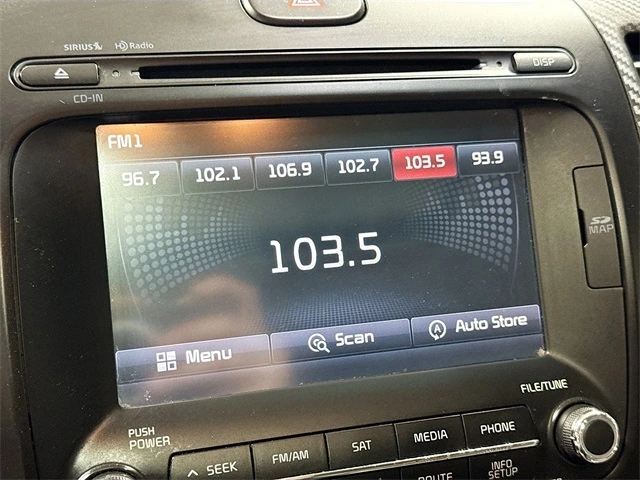 SIRIUS HD Radio
DISP
CD-IN
FM1
96.7 102.1 106.9 102.7 103.5 93.9
SD
MAP
103.5
Menu Scan Auto Store
FILE/TUNE
PUSH
POWER
SEEK FM/AM SAT MEDIA PHONE
ROUTE INFO
SETUP